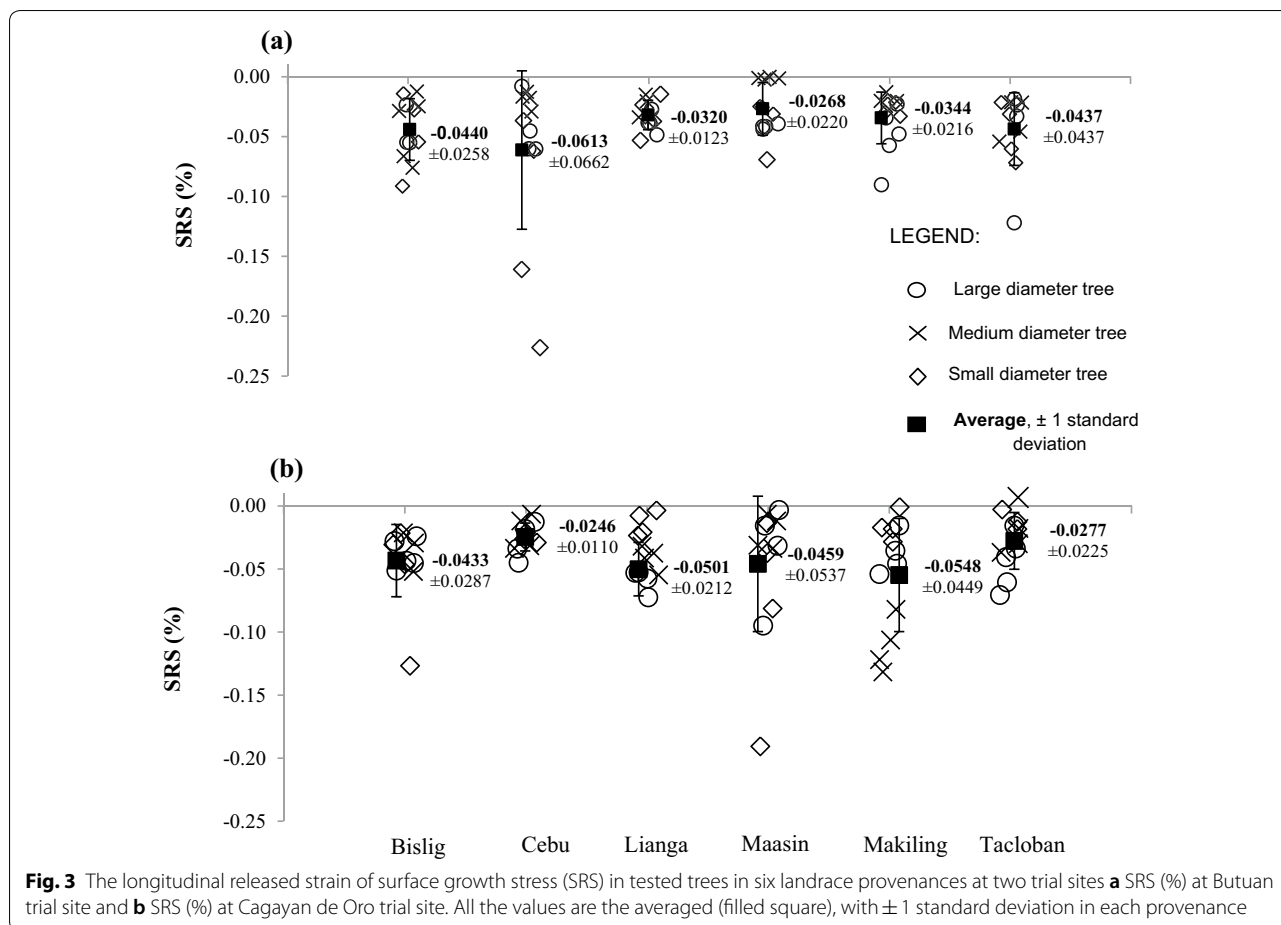 (a)
0.00
-0.05
-0.10
-0.15
-0.20
-0.25
SRS (%)
-0.0440
±0.0258
-0.0613
±0.0662
-0.0320
±0.0123
-0.0268
±0.0220
-0.0344
±0.0216
-0.0437
±0.0437
LEGEND:
Large diameter tree
Medium diameter tree
Small diameter tree
Average, ± 1 standard
deviation
(b)
0.00
-0.05
-0.10
-0.15
-0.20
-0.25
SRS (%)
-0.0433
±0.0287
-0.0246
±0.0110
-0.0501
±0.0212
-0.0459
±0.0537
-0.0548
±0.0449
-0.0277
±0.0225
Bislig Cebu Lianga Maasin Makiling Tacloban
Fig. 3 The longitudinal released strain of surface growth stress (SRS) in tested trees in six landrace provenances at two trial sites a SRS (%) at Butuan
trial site and b SRS (%) at Cagayan de Oro trial site. All the values are the averaged (filled square), with ± 1 standard deviation in each provenance